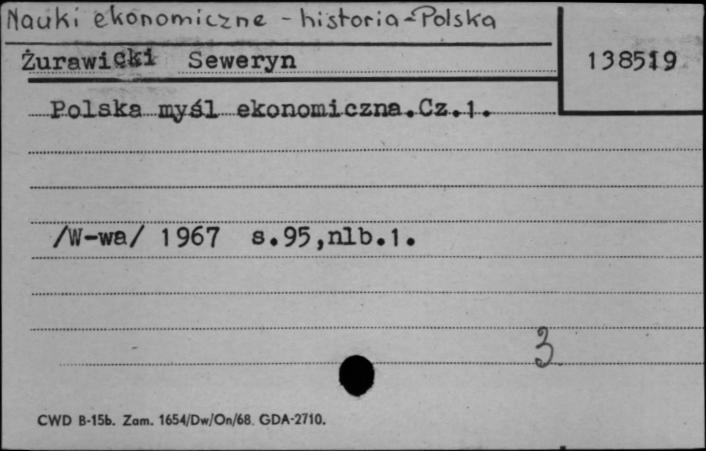 Nauki ekonomiczne - historia - Polska
Żurawicki Seweryn
138519
Polska myśl ekonomiczna.Cz.1.
/W-wa/ 1967 s.95,nlb.1.
3
CWD B-15b. Zam. 1654/Dw/On/68. GDA-2710.